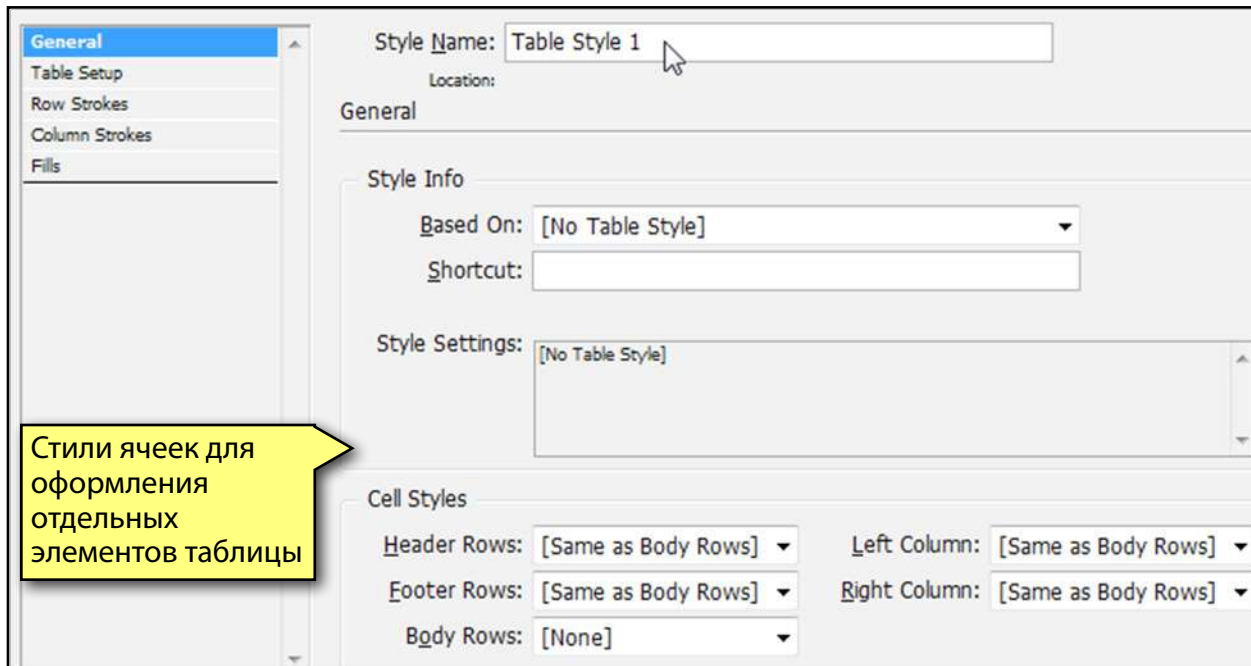 General
Table Setup
Row Strokes
Column Strokes
Fills
Style Name: Table Style 1
Location:
General
Style Info
Based On: [No Table Style]
Shortcut:
Style Settings: [No Table Style]
Стили ячеек для
оформления
отдельных
элементов таблицы
Cell Styles
Header Rows: [Same as Body Rows] Left Column: [Same as Body Rows]
Footer Rows: [Same as Body Rows] Right Column: [Same as Body Rows]
Body Rows: [None]